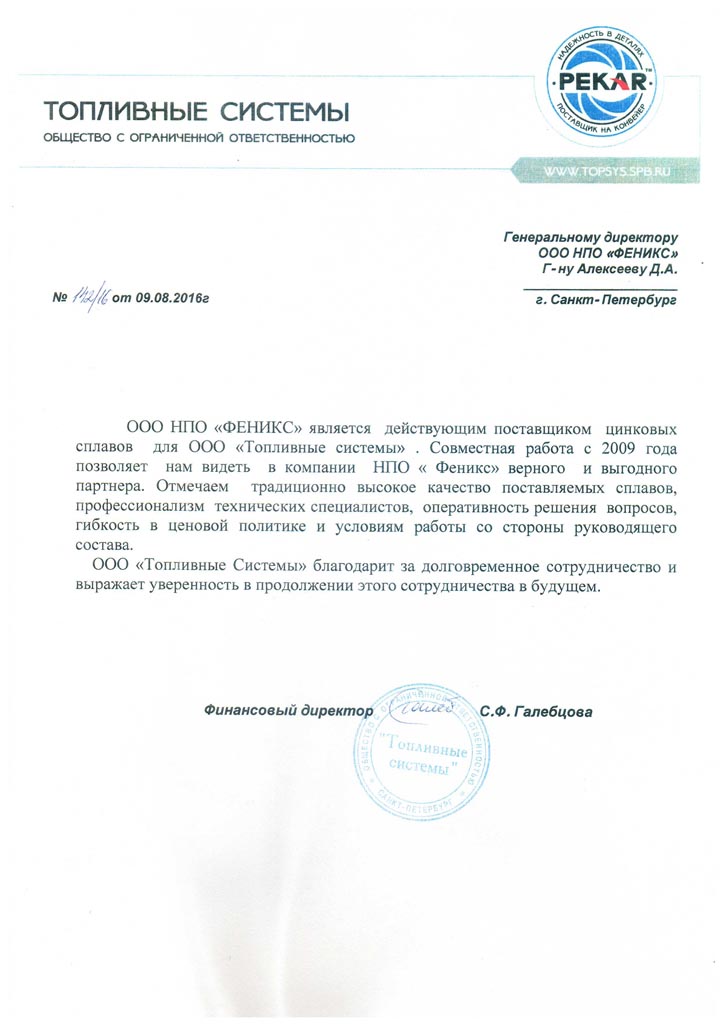 НАДЕЖНОСТЬ В ДЕТАЛЯХ
PEKAR™
ПОСТАВЩИК НА КОНВЕЙЕР
ТОПЛИВНЫЕ СИСТЕМЫ
ОБЩЕСТВО С ОГРАНИЧЕННОЙ ОТВЕТСТВЕННОСТЬЮ
WWW.TOPSYS.SPB.RU
Генеральному директору
ООО НПО «ФЕНИКС»
Г-ну Алексееву Д.А.
г. Санкт-Петербург
№ 142/16 от 09.08.2016г
ООО НПО «ФЕНИКС» является действующим поставщиком цинковых
сплавов для ООО «Топливные системы» . Совместная работа с 2009 года
позволяет нам видеть в компании НПО « Феникс» верного и выгодного
партнера. Отмечаем традиционно высокое качество поставляемых сплавов,
профессионализм технических специалистов, оперативность решения вопросов,
гибкость в ценовой политике и условиям работы со стороны руководящего
состава.
ООО «Топливные Системы» благодарит за долговременное сотрудничество и
выражает уверенность в продолжении этого сотрудничества в будущем.
Финансовый директор С.Ф. Галебцова
ОБЩЕСТВО С ОГРАНИЧЕННОЙ ОТВЕТСТВЕННОСТЬЮ
"Топливные
системы"
САНКТ-ПЕТЕРБУРГ